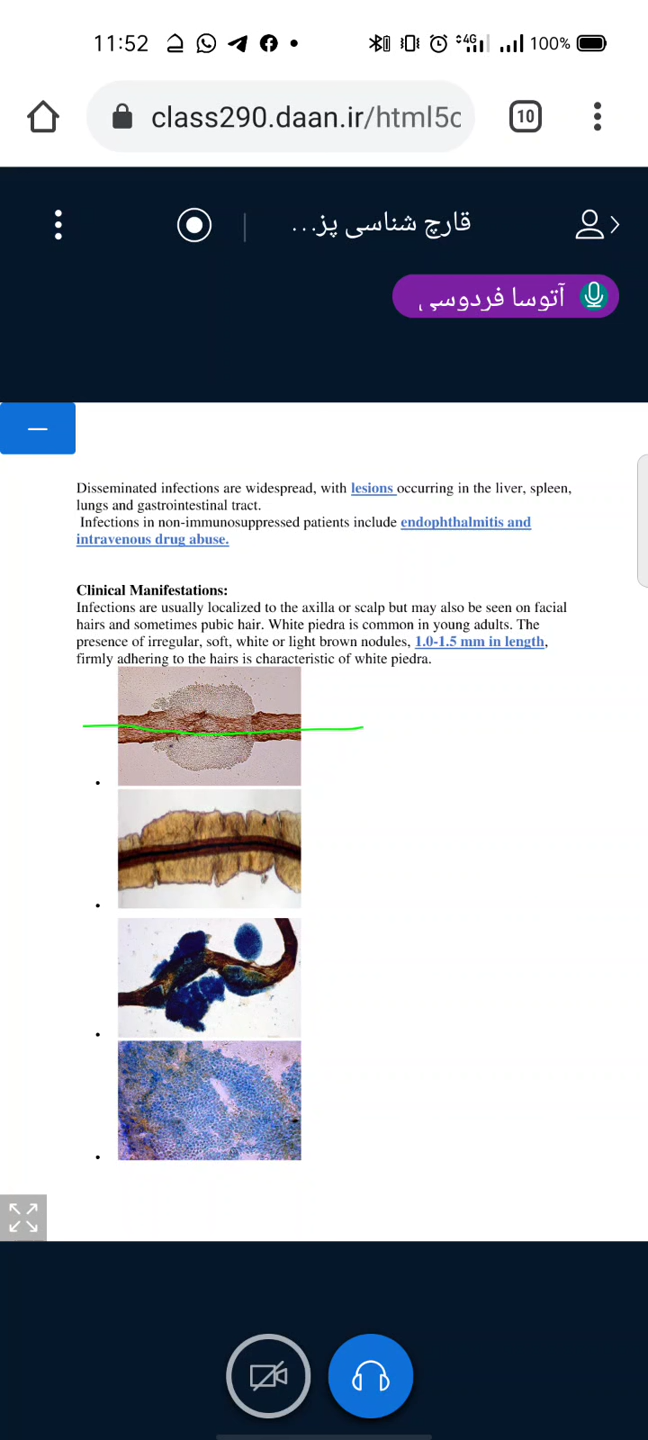 11:52
4G 100%
class290.daan.ir/html5c
10
قارچ شناسی پز...
آتوسا فردوسی
Disseminated infections are widespread, with lesions occurring in the liver, spleen,
lungs and gastrointestinal tract.
Infections in non-immunosuppressed patients include endophthalmitis and
intravenous drug abuse.
Clinical Manifestations:
Infections are usually localized to the axilla or scalp but may also be seen on facial
hairs and sometimes pubic hair. White piedra is common in young adults. The
presence of irregular, soft, white or light brown nodules, 1.0-1.5 mm in length,
firmly adhering to the hairs is characteristic of white piedra.